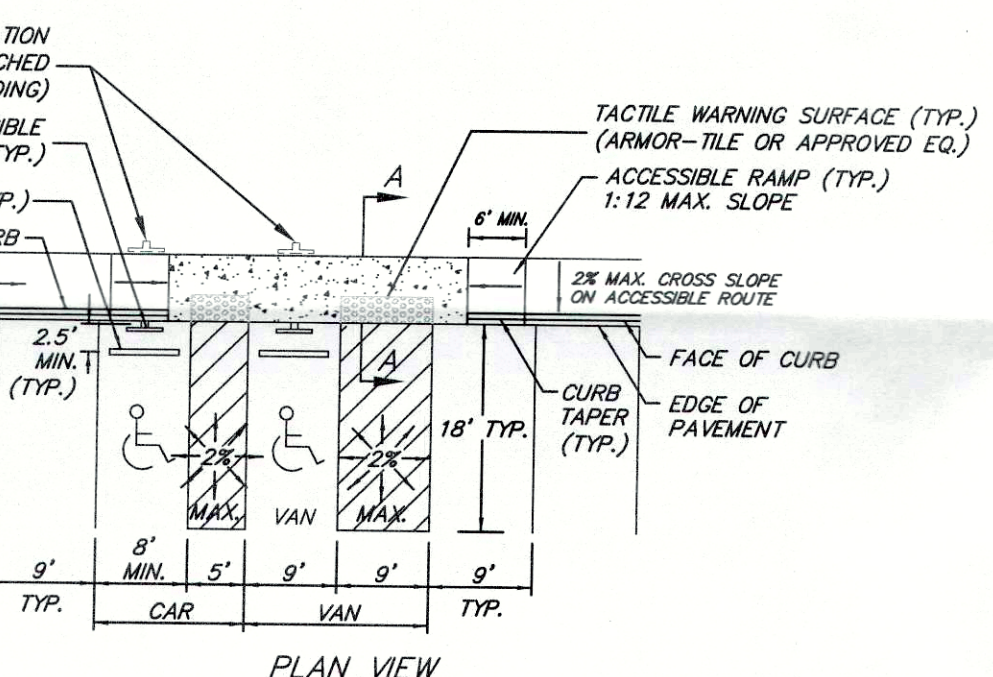 TION
CHED
DING)
IBLE
TYP.)
YP.)
RB
TACTILE WARNING SURFACE (TYP.)
(ARMOR-TILE OR APPROVED EQ.)
ACCESSIBLE RAMP (TYP.)
1:12 MAX. SLOPE
A
6' MIN.
2% MAX. CROSS SLOPE
ON ACCESSIBLE ROUTE
2.5'
MIN.
(TYP.)
A
FACE OF CURB
CURB
TAPER
(TYP.)
EDGE OF
PAVEMENT
18' TYP.
2%
2%
MAX.
VAN
MAX.
9'
TYP.
8'
MIN.
5'
9'
9'
9'
TYP.
CAR
VAN
PLAN VIEW